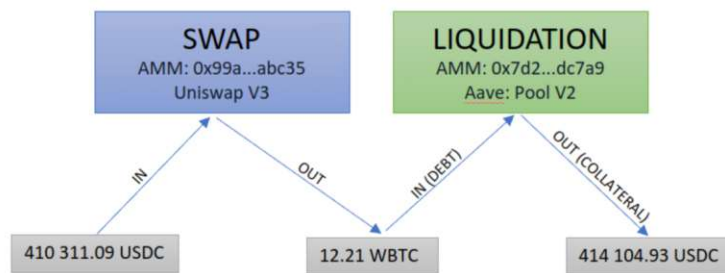 SWAP
AMM: 0x99a...abc35
Uniswap V3
LIQUIDATION
AMM: 0x7d2...dc7a9
Aave: Pool V2
IN
OUT
IN (DEBT)
OUT (COLLATERAL)
410 311.09 USDC
12.21 WBTC
414 104.93 USDC